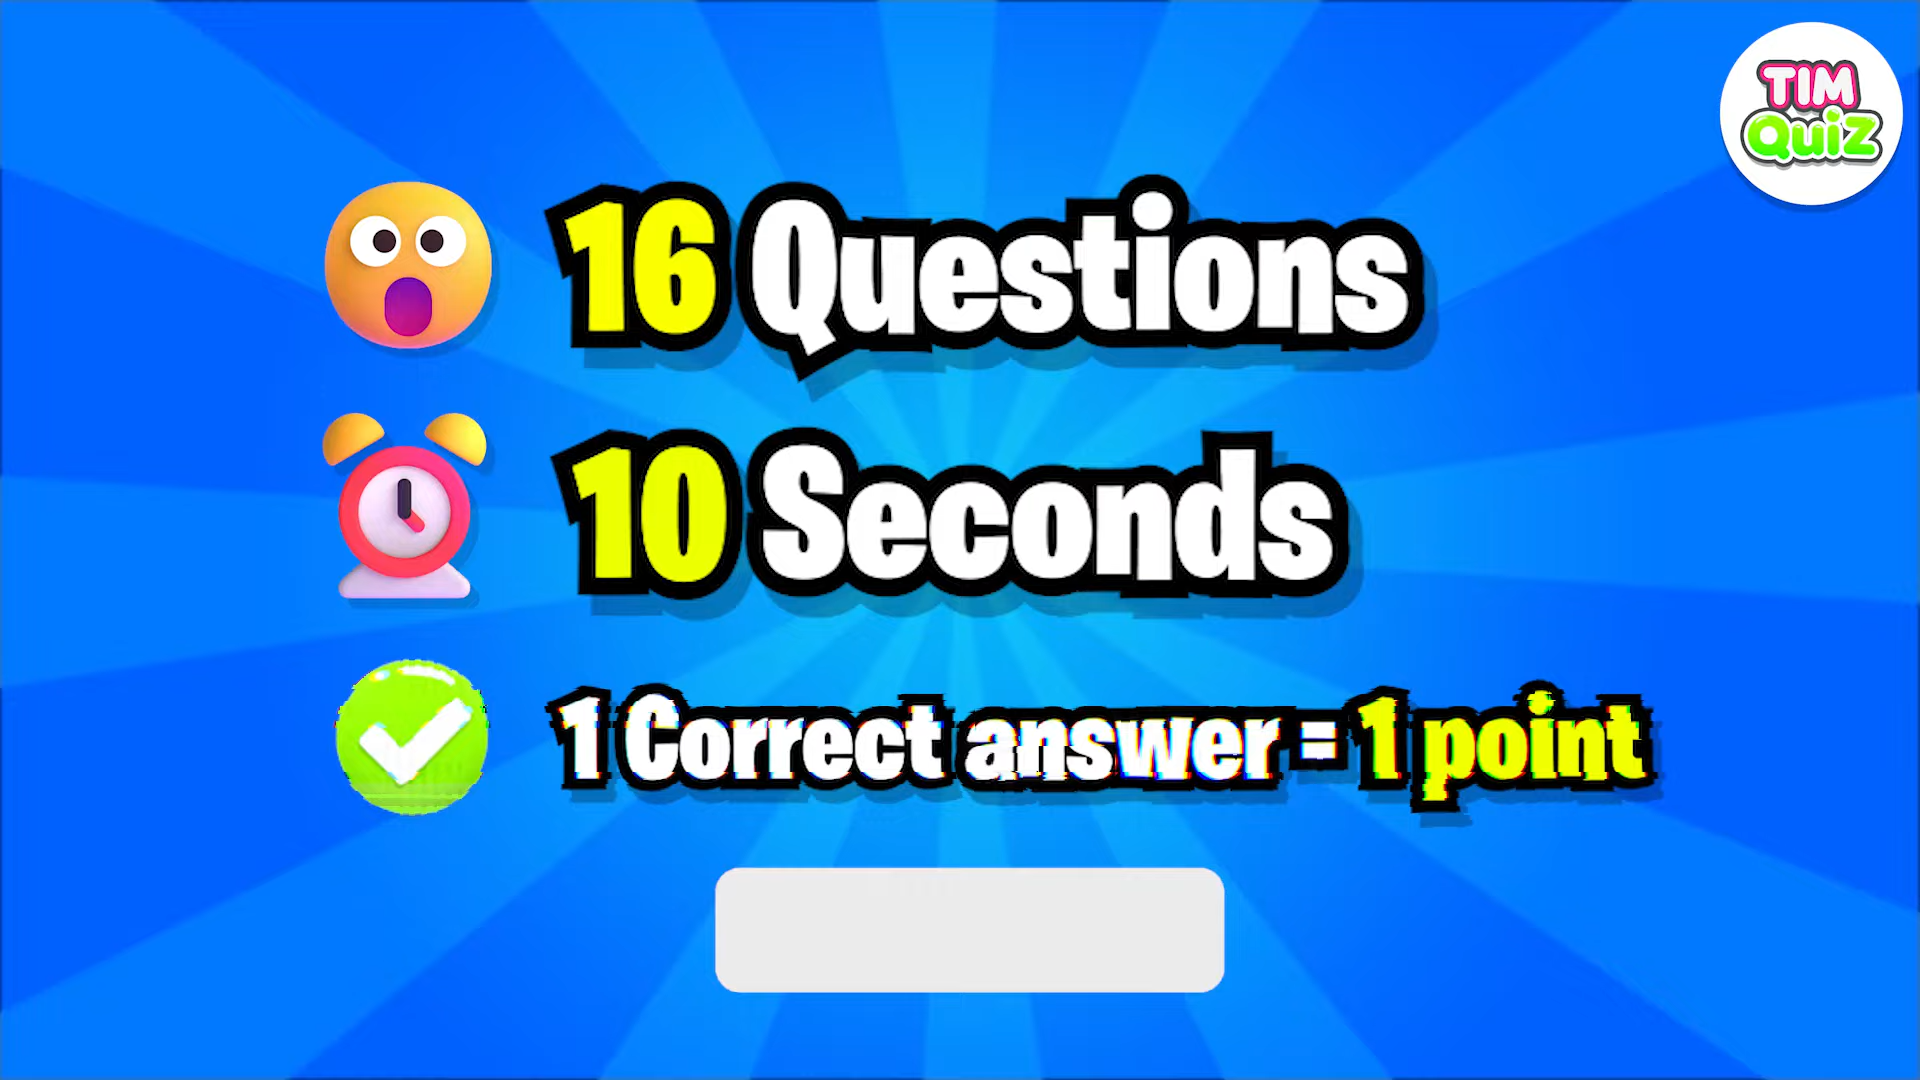 TIM
Quiz
16 Questions
10 Seconds
1 Correct answer = 1 point